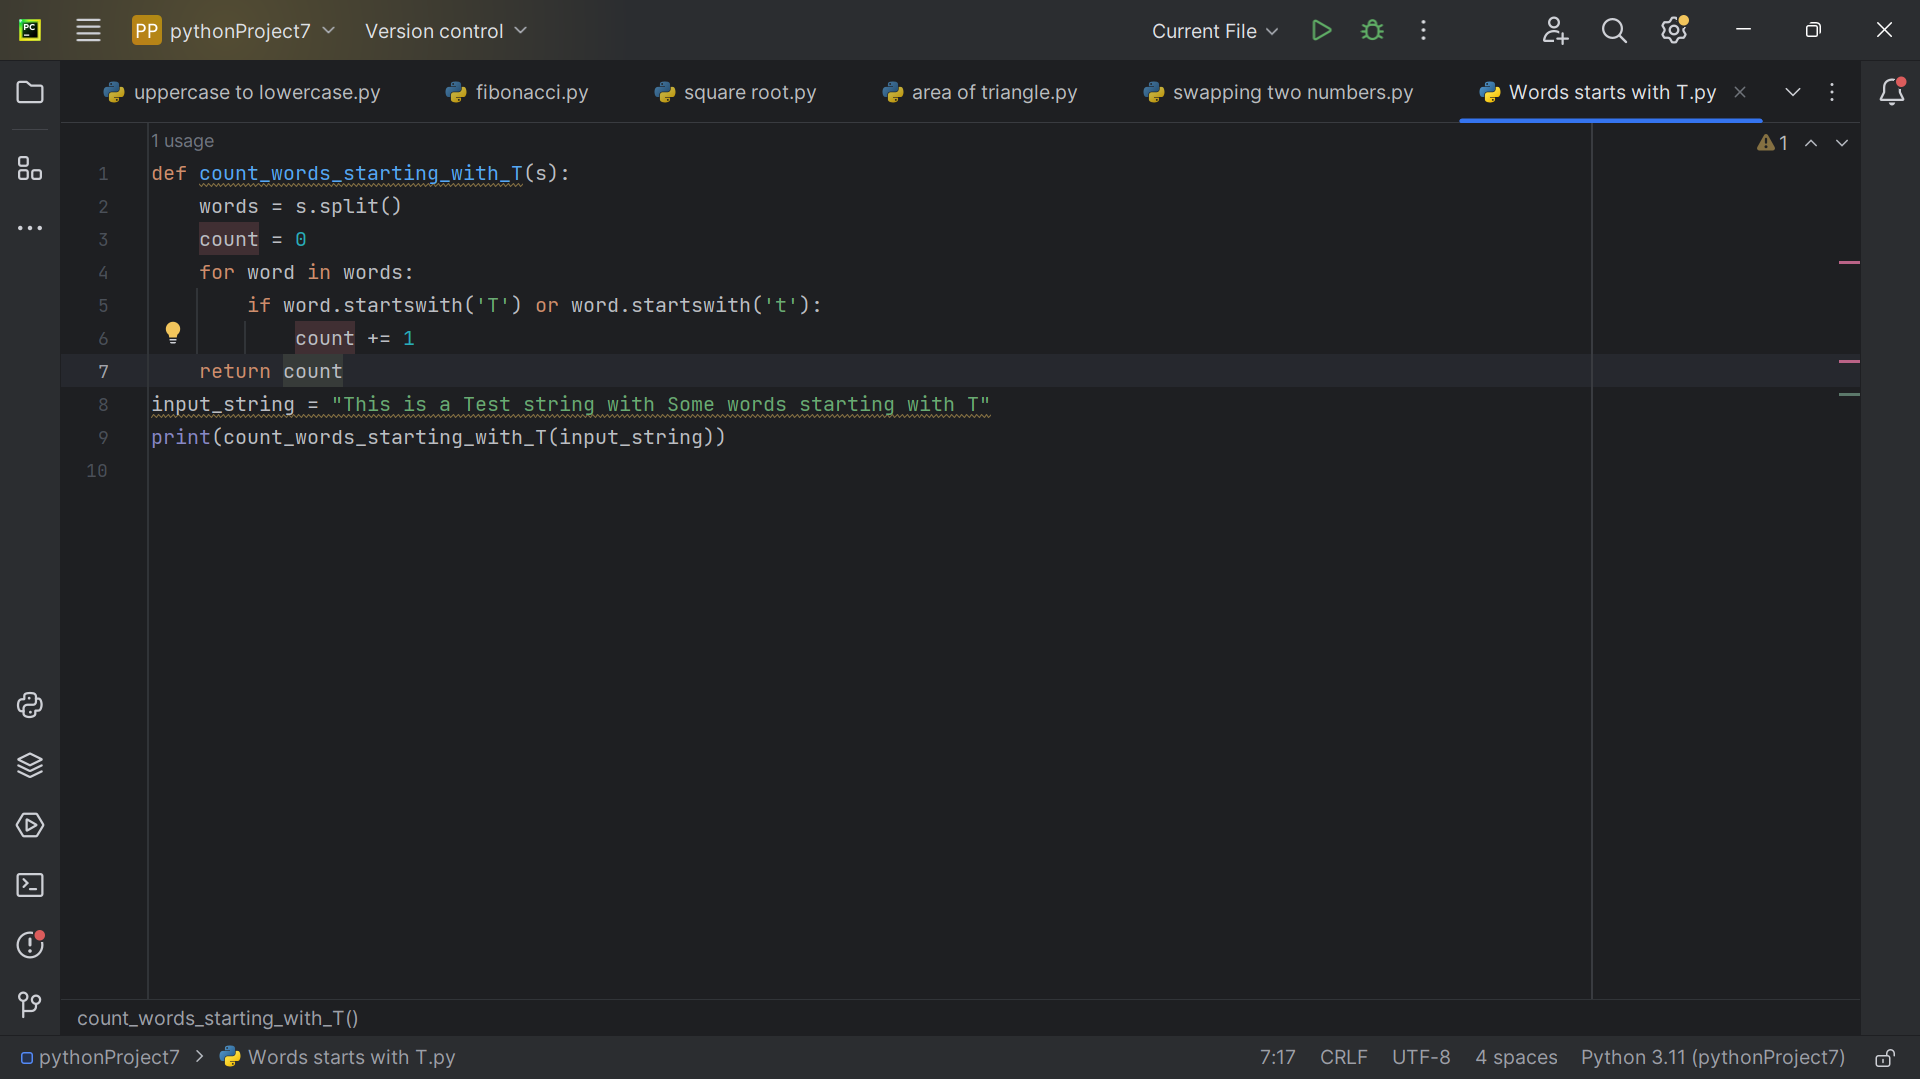 PC
PP pythonProject7 Version control Current File
uppercase to lowercase.py fibonacci.py square root.py area of triangle.py swapping two numbers.py Words starts with T.py
1 usage 1
1 def count_words_starting_with_T(s):
2     words = s.split()
3     count = 0
4     for word in words:
5         if word.startswith('T') or word.startswith('t'):
6             count += 1
7     return count
8 input_string = "This is a Test string with Some words starting with T"
9 print(count_words_starting_with_T(input_string))
10
count_words_starting_with_T()
pythonProject7 > Words starts with T.py 7:17 CRLF UTF-8 4 spaces Python 3.11 (pythonProject7)